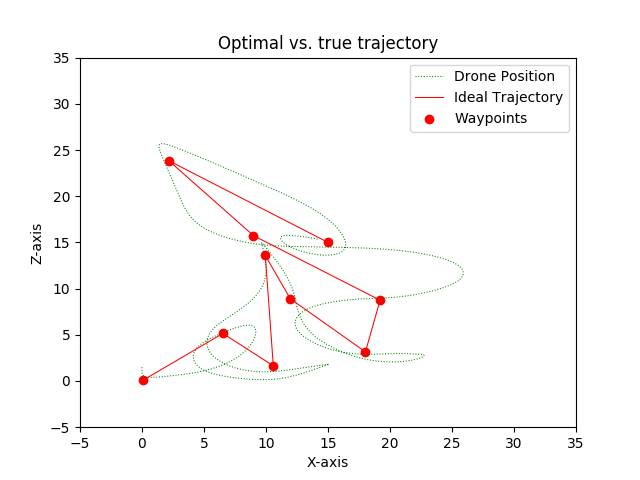 Optimal vs. true trajectory
Drone Position
Ideal Trajectory
Waypoints
35
30
25
20
15
10
5
0
−5
Z-axis
−5 0 5 10 15 20 25 30 35
X-axis